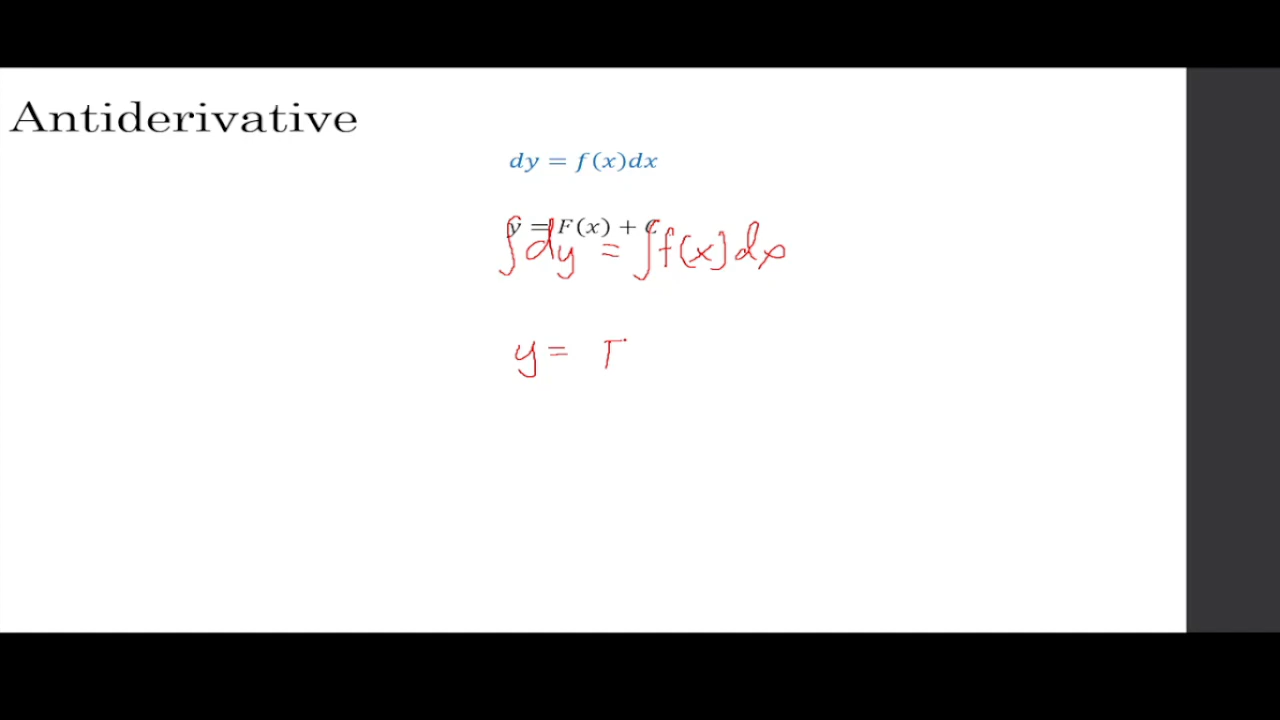 Antiderivative
dy = f(x)dx
y = F(x) + C
∫dy = ∫f(x)dx
y =